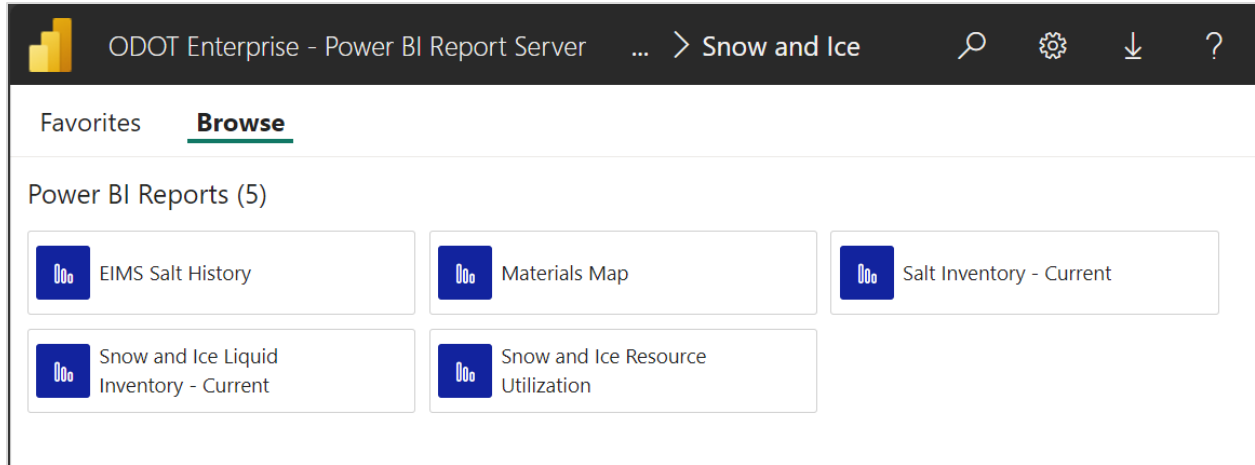 ODOT Enterprise - Power BI Report Server ... > Snow and Ice ?
Favorites Browse
Power BI Reports (5)
EIMS Salt History Materials Map Salt Inventory - Current
Snow and Ice Liquid
Inventory - Current
Snow and Ice Resource
Utilization